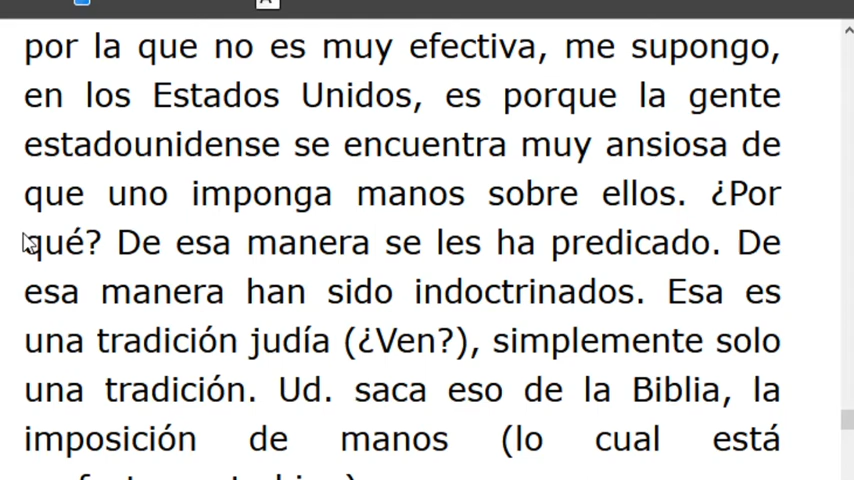 por la que no es muy efectiva, me supongo,
en los Estados Unidos, es porque la gente
estadounidense se encuentra muy ansiosa de
que uno imponga manos sobre ellos. ¿Por
qué? De esa manera se les ha predicado. De
esa manera han sido indoctrinados. Esa es
una tradición judía (¿Ven?), simplemente solo
una tradición. Ud. saca eso de la Biblia, la
imposición de manos (lo cual está